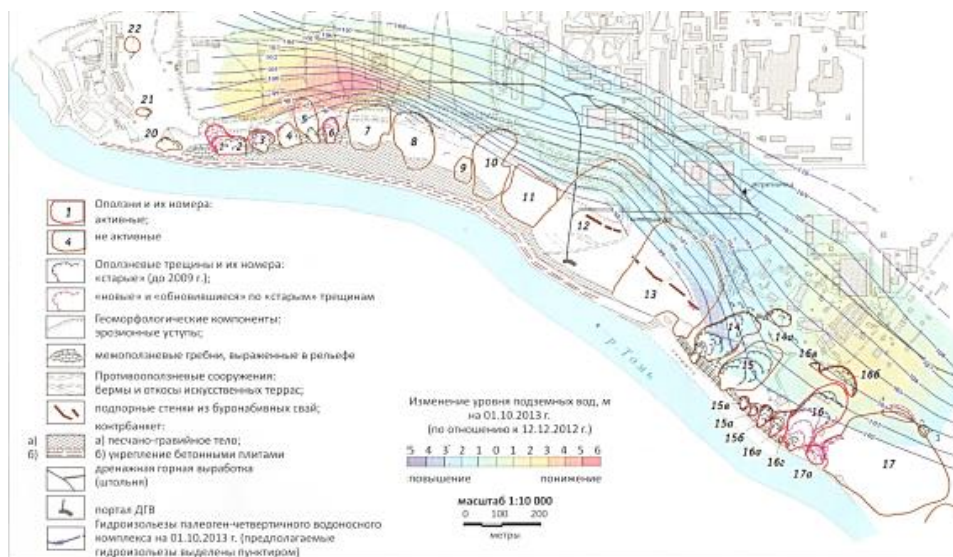 22
21
20
1
2
3
4
5
6
7
8
9
10
11
12
13
14
14а
15
16в
16б
16
15в
15а
15б
16а
16г
17а
17
р. Томь
1
Оползни и их номера:
активные;
4
не активные
Оползневые трещины и их номера:
«старые» (до 2009 г.);
«новые» и «обновившиеся» по «старым» трещинам
Геоморфологические компоненты:
эрозионные уступы;
межоползневые гребни, выраженные в рельефе
Противооползневые сооружения:
бермы и откосы искусственных террас;
подпорные стенки из буронабивных свай;
контрбанкет:
а) а) песчано-гравийное тело;
б) б) укрепление бетонными плитами
дренажная горная выработка
(штольня)
портал ДГВ
Гидроизогьезы палеоген-четвертичного водоносного
комплекса на 01.10.2013 г. (предполагаемые
гидроизогьезы выделены пунктиром)
Изменение уровня подземных вод, м
на 01.10.2013 г.
(по отношению к 12.12.2012 г.)
5 4 3 2 1 0 1 2 3 4 5 6
повышение понижение
масштаб 1:10 000
0 100 200
метры